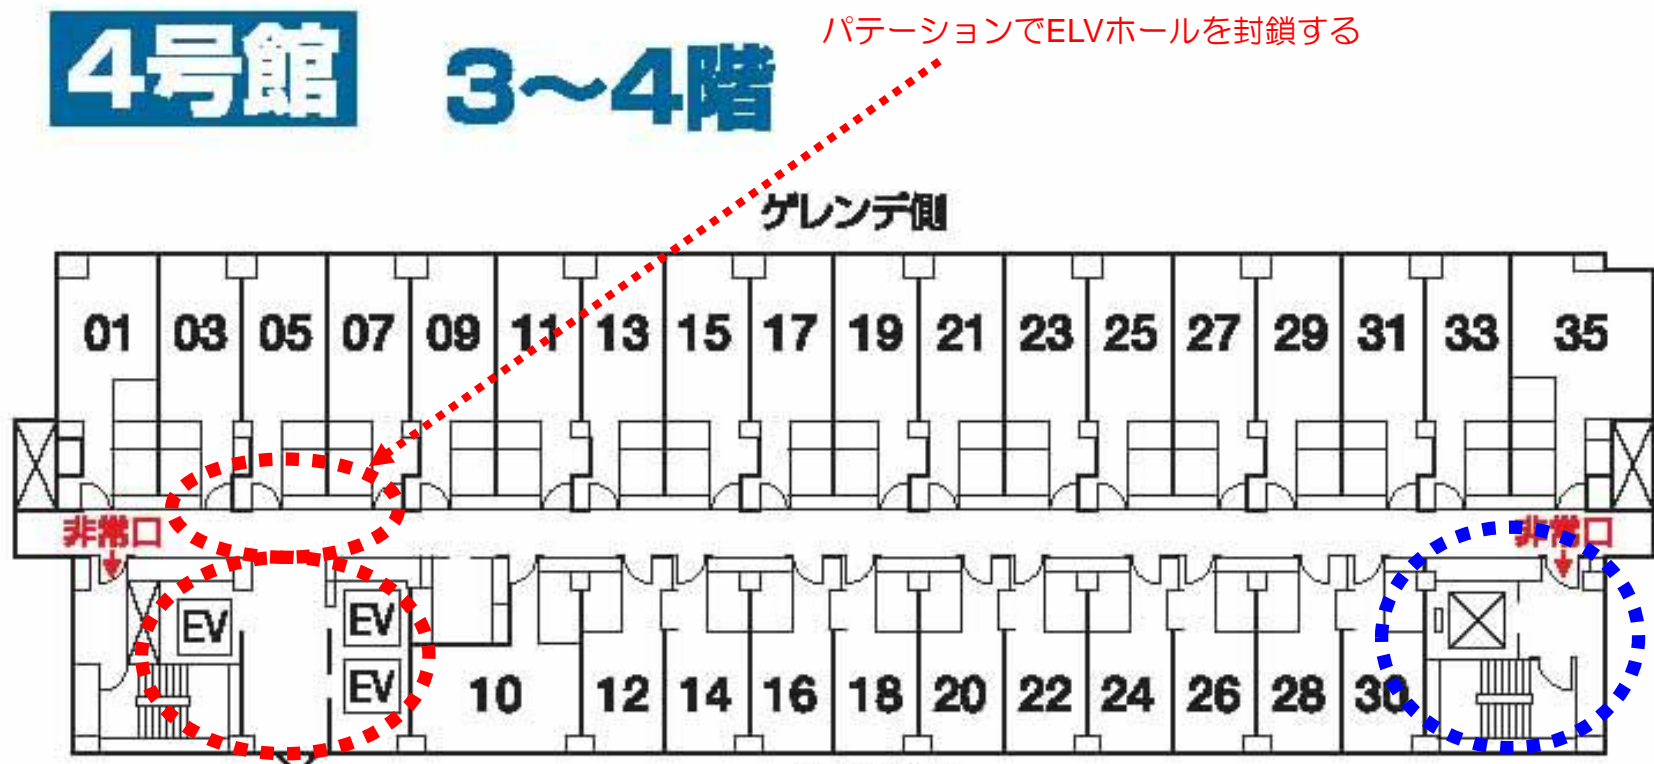 パテーションでELVホールを封鎖する
4号館 3～4階
ゲレンデ側
01 03 05 07 09 11 13 15 17 19 21 23 25 27 29 31 33 35
非常口 非常口
EV EV
EV
10 12 14 16 18 20 22 24 26 28 30